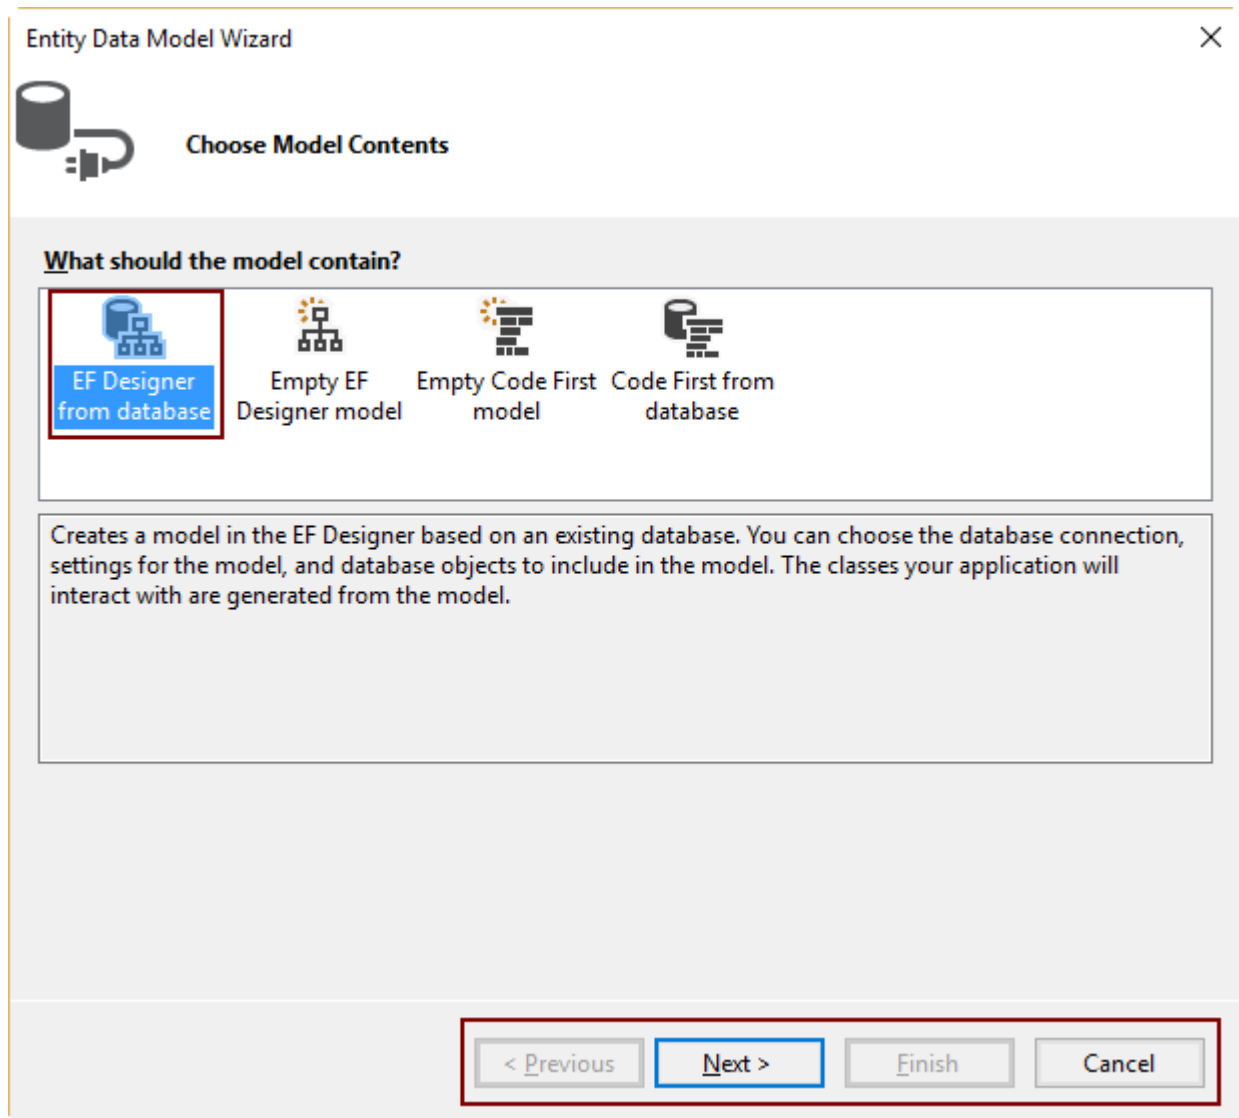 Entity Data Model Wizard
Choose Model Contents
What should the model contain?
EF Designer
from database
Empty EF
Designer model
Empty Code First
model
Code First from
database
Creates a model in the EF Designer based on an existing database. You can choose the database connection,
settings for the model, and database objects to include in the model. The classes your application will
interact with are generated from the model.
< Previous
Next >
Finish
Cancel